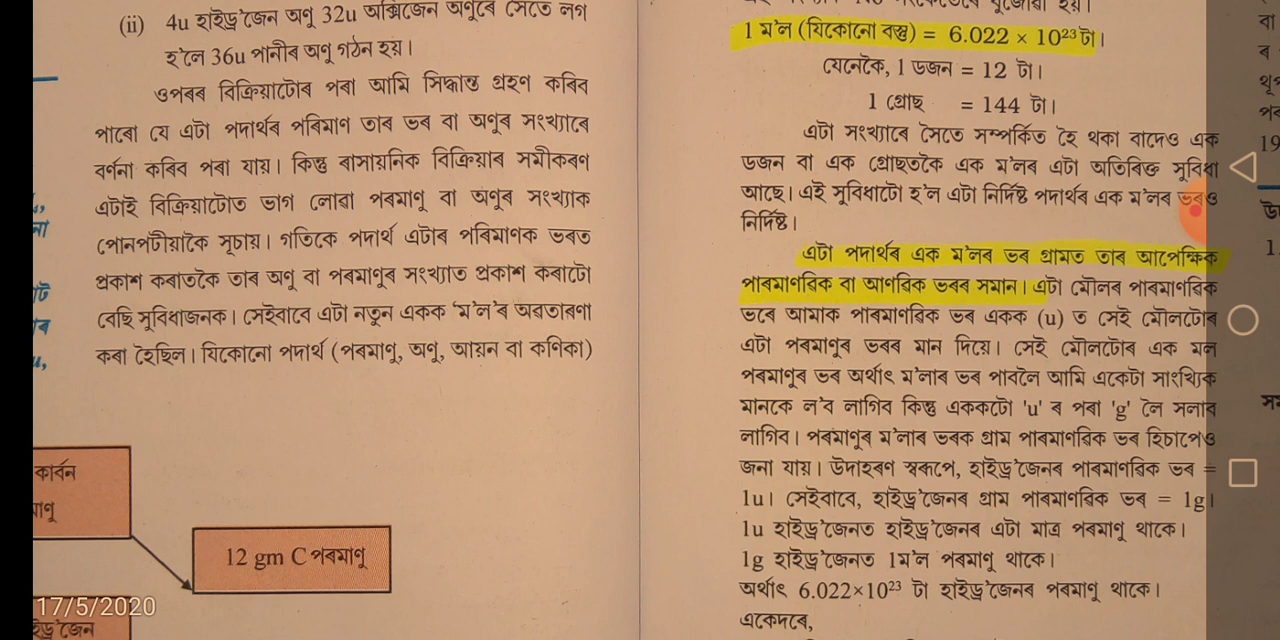 (ii) 4u হাইড্ৰ'জেন অণু 32u অক্সিজেন অণুৰে সৈতে লগ
হ'লে 36u পানীৰ অণু গঠন হয়।
ওপৰৰ বিক্ৰিয়াটোৰ পৰা আমি সিদ্ধান্ত গ্ৰহণ কৰিব
পাৰো যে এটা পদাৰ্থৰ পৰিমাণ তাৰ ভৰ বা অণুৰ সংখ্যাৰে
বৰ্ণনা কৰিব পৰা যায়। কিন্তু ৰাসায়নিক বিক্ৰিয়াৰ সমীকৰণ
এটাই বিক্ৰিয়াটোত ভাগ লোৱা পৰমাণু বা অণুৰ সংখ্যাক
পোনপটীয়াকৈ সূচায়। গতিকে পদাৰ্থ এটাৰ পৰিমাণক ভৰত
প্ৰকাশ কৰাতকৈ তাৰ অণু বা পৰমাণুৰ সংখ্যাত প্ৰকাশ কৰাটো
বেছি সুবিধাজনক। সেইবাবে এটা নতুন একক 'ম'ল'ৰ অৱতাৰণা
কৰা হৈছিল। যিকোনো পদাৰ্থ (পৰমাণু, অণু, আয়ন বা কণিকা)
কাৰ্বন
12 gm C পৰমাণু
17/5/2020
1 ম'ল (যিকোনো বস্তু) = 6.022 × 10²³ টা।
যেনেকৈ, 1 ডজন = 12 টা।
1 গ্ৰোছ = 144 টা।
এটা সংখ্যাৰে সৈতে সম্পৰ্কিত হৈ থকা বাদেও এক
ডজন বা এক গ্ৰোছতকৈ এক ম'লৰ এটা অতিৰিক্ত সুবিধা
আছে। এই সুবিধাটো হ'ল এটা নিৰ্দিষ্ট পদাৰ্থৰ এক ম'লৰ ভৰও
নিৰ্দিষ্ট।
এটা পদাৰ্থৰ এক ম'লৰ ভৰ গ্ৰামত তাৰ আপেক্ষিক
পাৰমাণৱিক বা আণৱিক ভৰৰ সমান। এটা মৌলৰ পাৰমাণৱিক
ভৰে আমাক পাৰমাণৱিক ভৰ একক (u) ত সেই মৌলটোৰ
এটা পৰমাণুৰ ভৰৰ মান দিয়ে। সেই মৌলটোৰ এক মল
পৰমাণুৰ ভৰ অৰ্থাৎ ম'লাৰ ভৰ পাবলৈ আমি একেটা সাংখ্যিক
মানকে ল'ব লাগিব কিন্তু এককটো 'u' ৰ পৰা 'g' লৈ সলাব
লাগিব। পৰমাণুৰ ম'লাৰ ভৰক গ্ৰাম পাৰমাণৱিক ভৰ হিচাপেও
জনা যায়। উদাহৰণ স্বৰূপে, হাইড্ৰ'জেনৰ পাৰমাণৱিক ভৰ =
1u। সেইবাবে, হাইড্ৰ'জেনৰ গ্ৰাম পাৰমাণৱিক ভৰ = 1g।
1u হাইড্ৰ'জেনত হাইড্ৰ'জেনৰ এটা মাত্ৰ পৰমাণু থাকে।
1g হাইড্ৰ'জেনত 1ম'ল পৰমাণু থাকে।
অৰ্থাৎ 6.022×10²³ টা হাইড্ৰ'জেনৰ পৰমাণু থাকে।
একেদৰে,